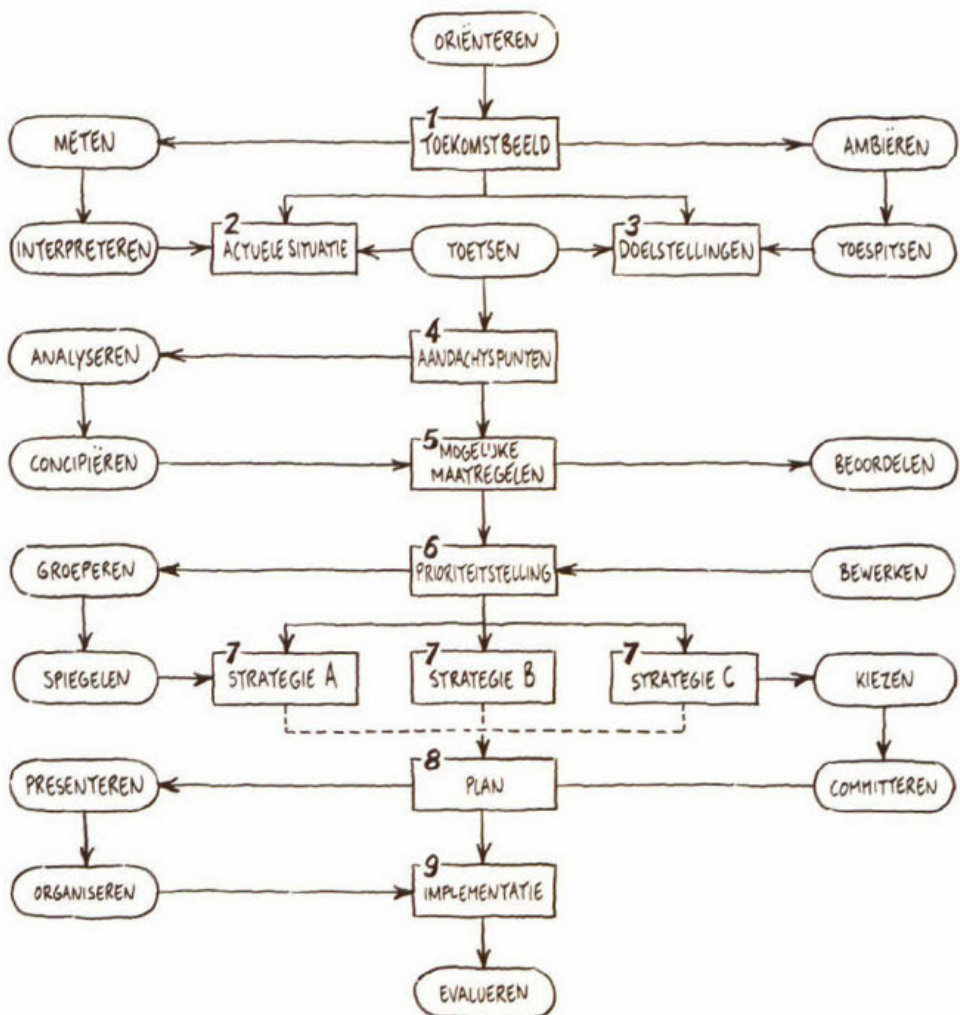 ORIËNTEREN
METEN
1
TOEKOMSTBEELD
AMBIËREN
INTERPRETEREN
2
ACTUELE SITUATIE
TOETSEN
3
DOELSTELLINGEN
TOESPITSEN
ANALYSEREN
4
AANDACHTSPUNTEN
CONCIPIËREN
5
MOGELIJKE
MAATREGELEN
BEOORDELEN
GROEPEREN
6
PRIORITEITSTELLING
BEWERKEN
SPIEGELEN
7
STRATEGIE A
7
STRATEGIE B
7
STRATEGIE C
KIEZEN
PRESENTEREN
8
PLAN
COMMITTEREN
ORGANISEREN
9
IMPLEMENTATIE
EVALUEREN